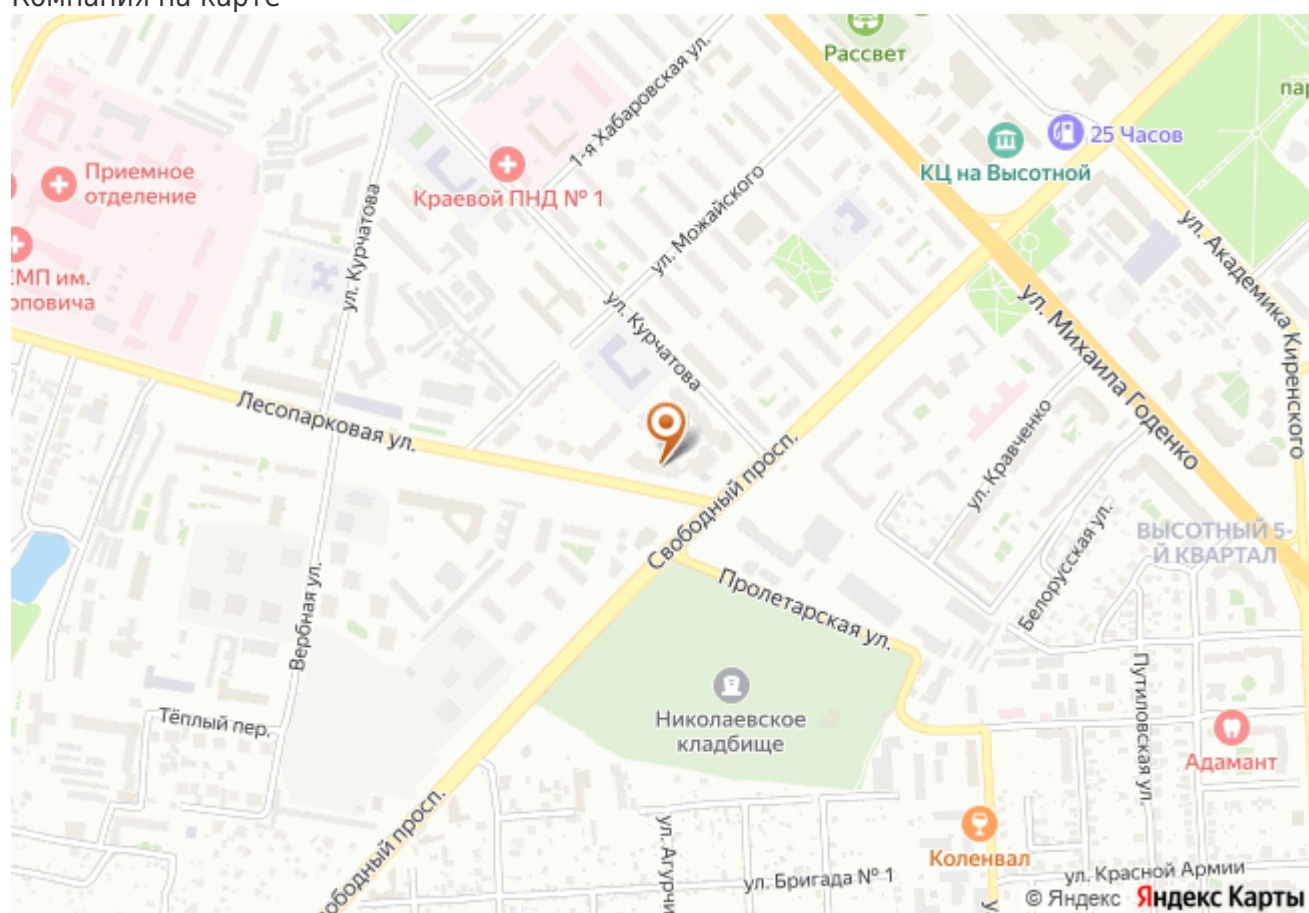 Компания на карте
Рассвет
1-я Хабаровская ул.
25 Часов
КЦ на Высотной
Приемное
отделение
Краевой ПНД № 1
ул. Можайского
ул. Курчатова
ул. Академика Киренского
ул. Курчатова
ул. Михаила Годенко
Лесопарковая ул.
Свободный просп.
ул. Кравченко
Белорусская ул.
ВЫСОТНЫЙ 5-
Й КВАРТАЛ
Вербная ул.
Пролетарская ул.
Путиловская ул.
Тёплый пер.
Николаевское
кладбище
Адамант
Коленвал
ул. Бригада № 1
ул. Красной Армии
© Яндекс Яндекс Карты